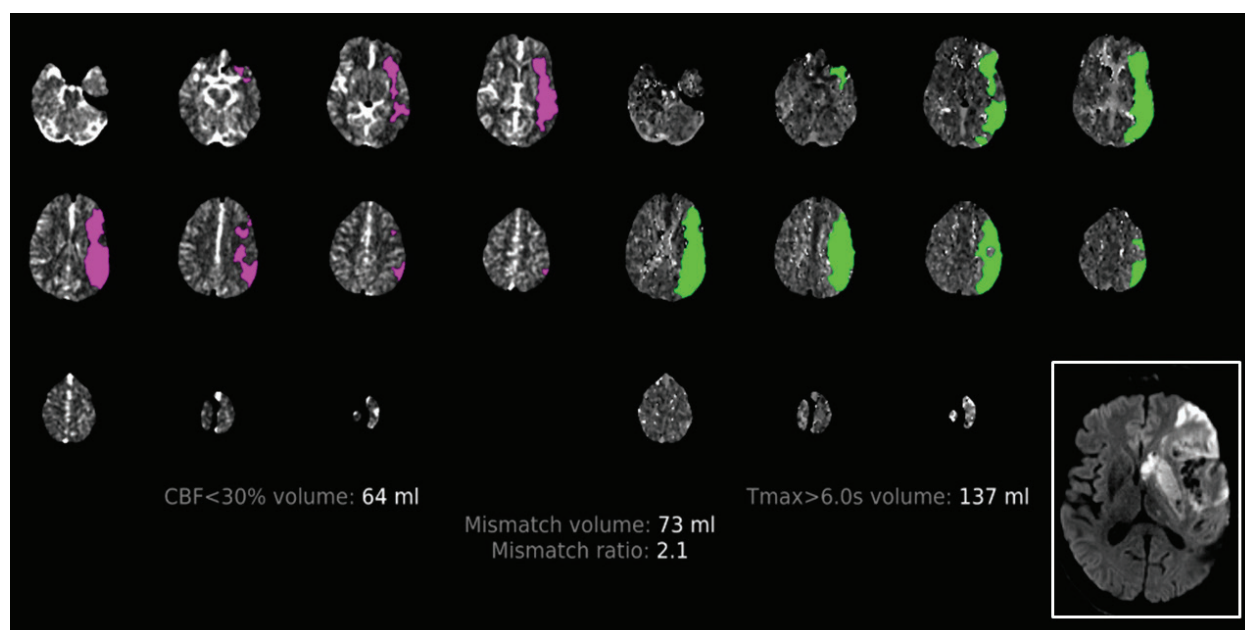 CBF<30% volume: 64 ml
Tmax>6.0s volume: 137 ml
Mismatch volume: 73 ml
Mismatch ratio: 2.1